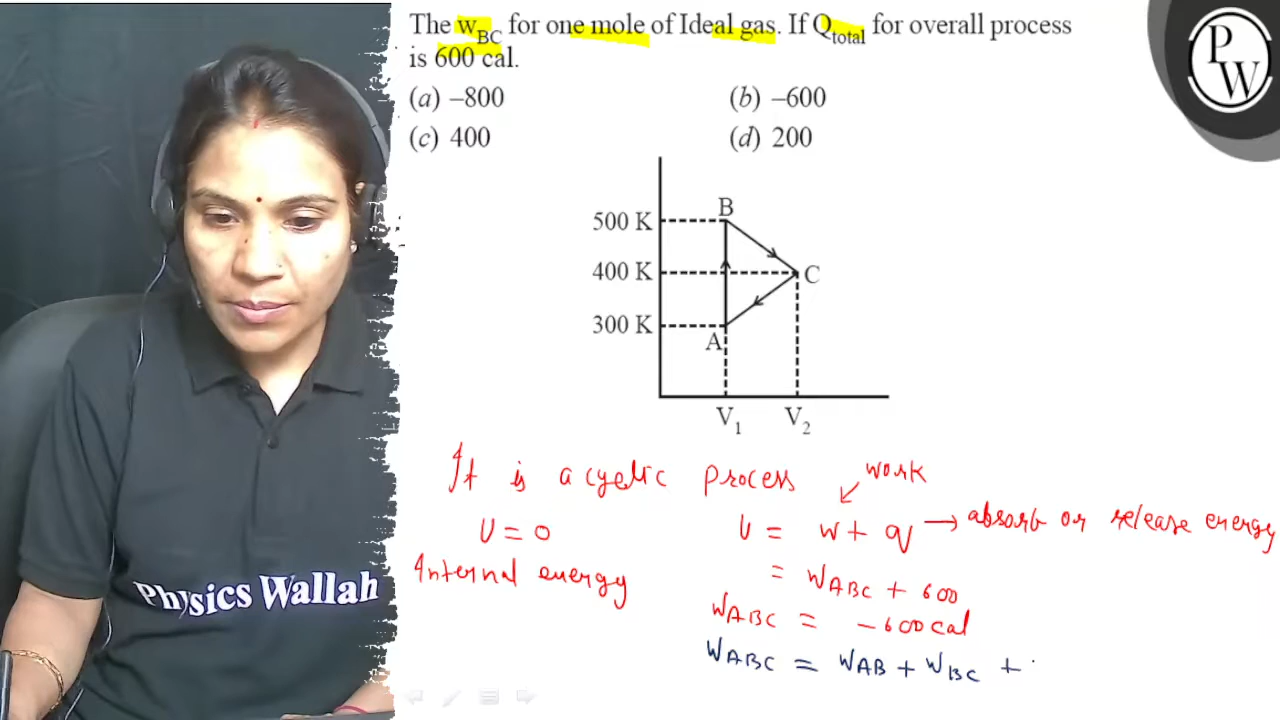 The w_BC for one mole of Ideal gas. If Q_total for overall process
is 600 cal.
(a) –800 (b) –600
(c) 400 (d) 200
PW
B
500 K
400 K
C
300 K
A
V₁ V₂
It is a cyclic process
work
U = 0 U = w + q → absorb or release energy
Internal energy = W_ABC + 600
W_ABC = – 600 cal
W_ABC = W_AB + W_BC +
Physics Wallah